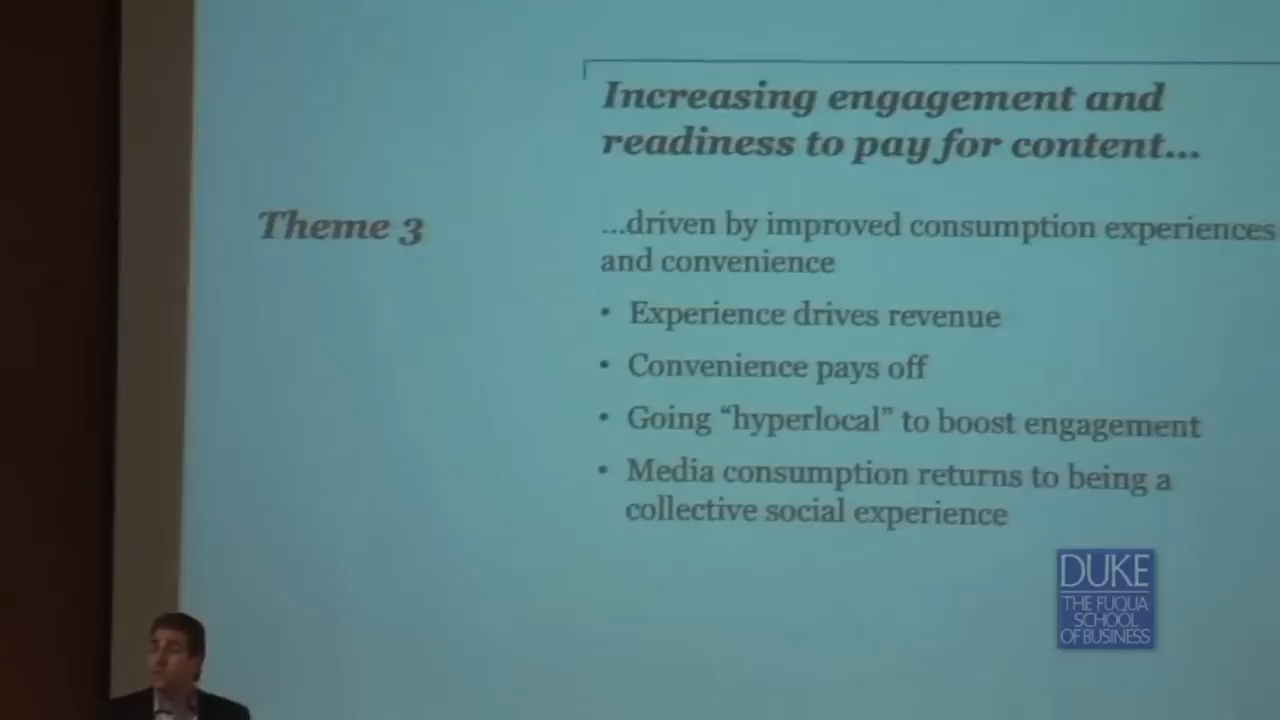 Increasing engagement and
readiness to pay for content...
Theme 3
...driven by improved consumption experiences
and convenience
• Experience drives revenue
• Convenience pays off
• Going “hyperlocal” to boost engagement
• Media consumption returns to being a
collective social experience
DUKE
THE FUQUA
SCHOOL
OF BUSINESS